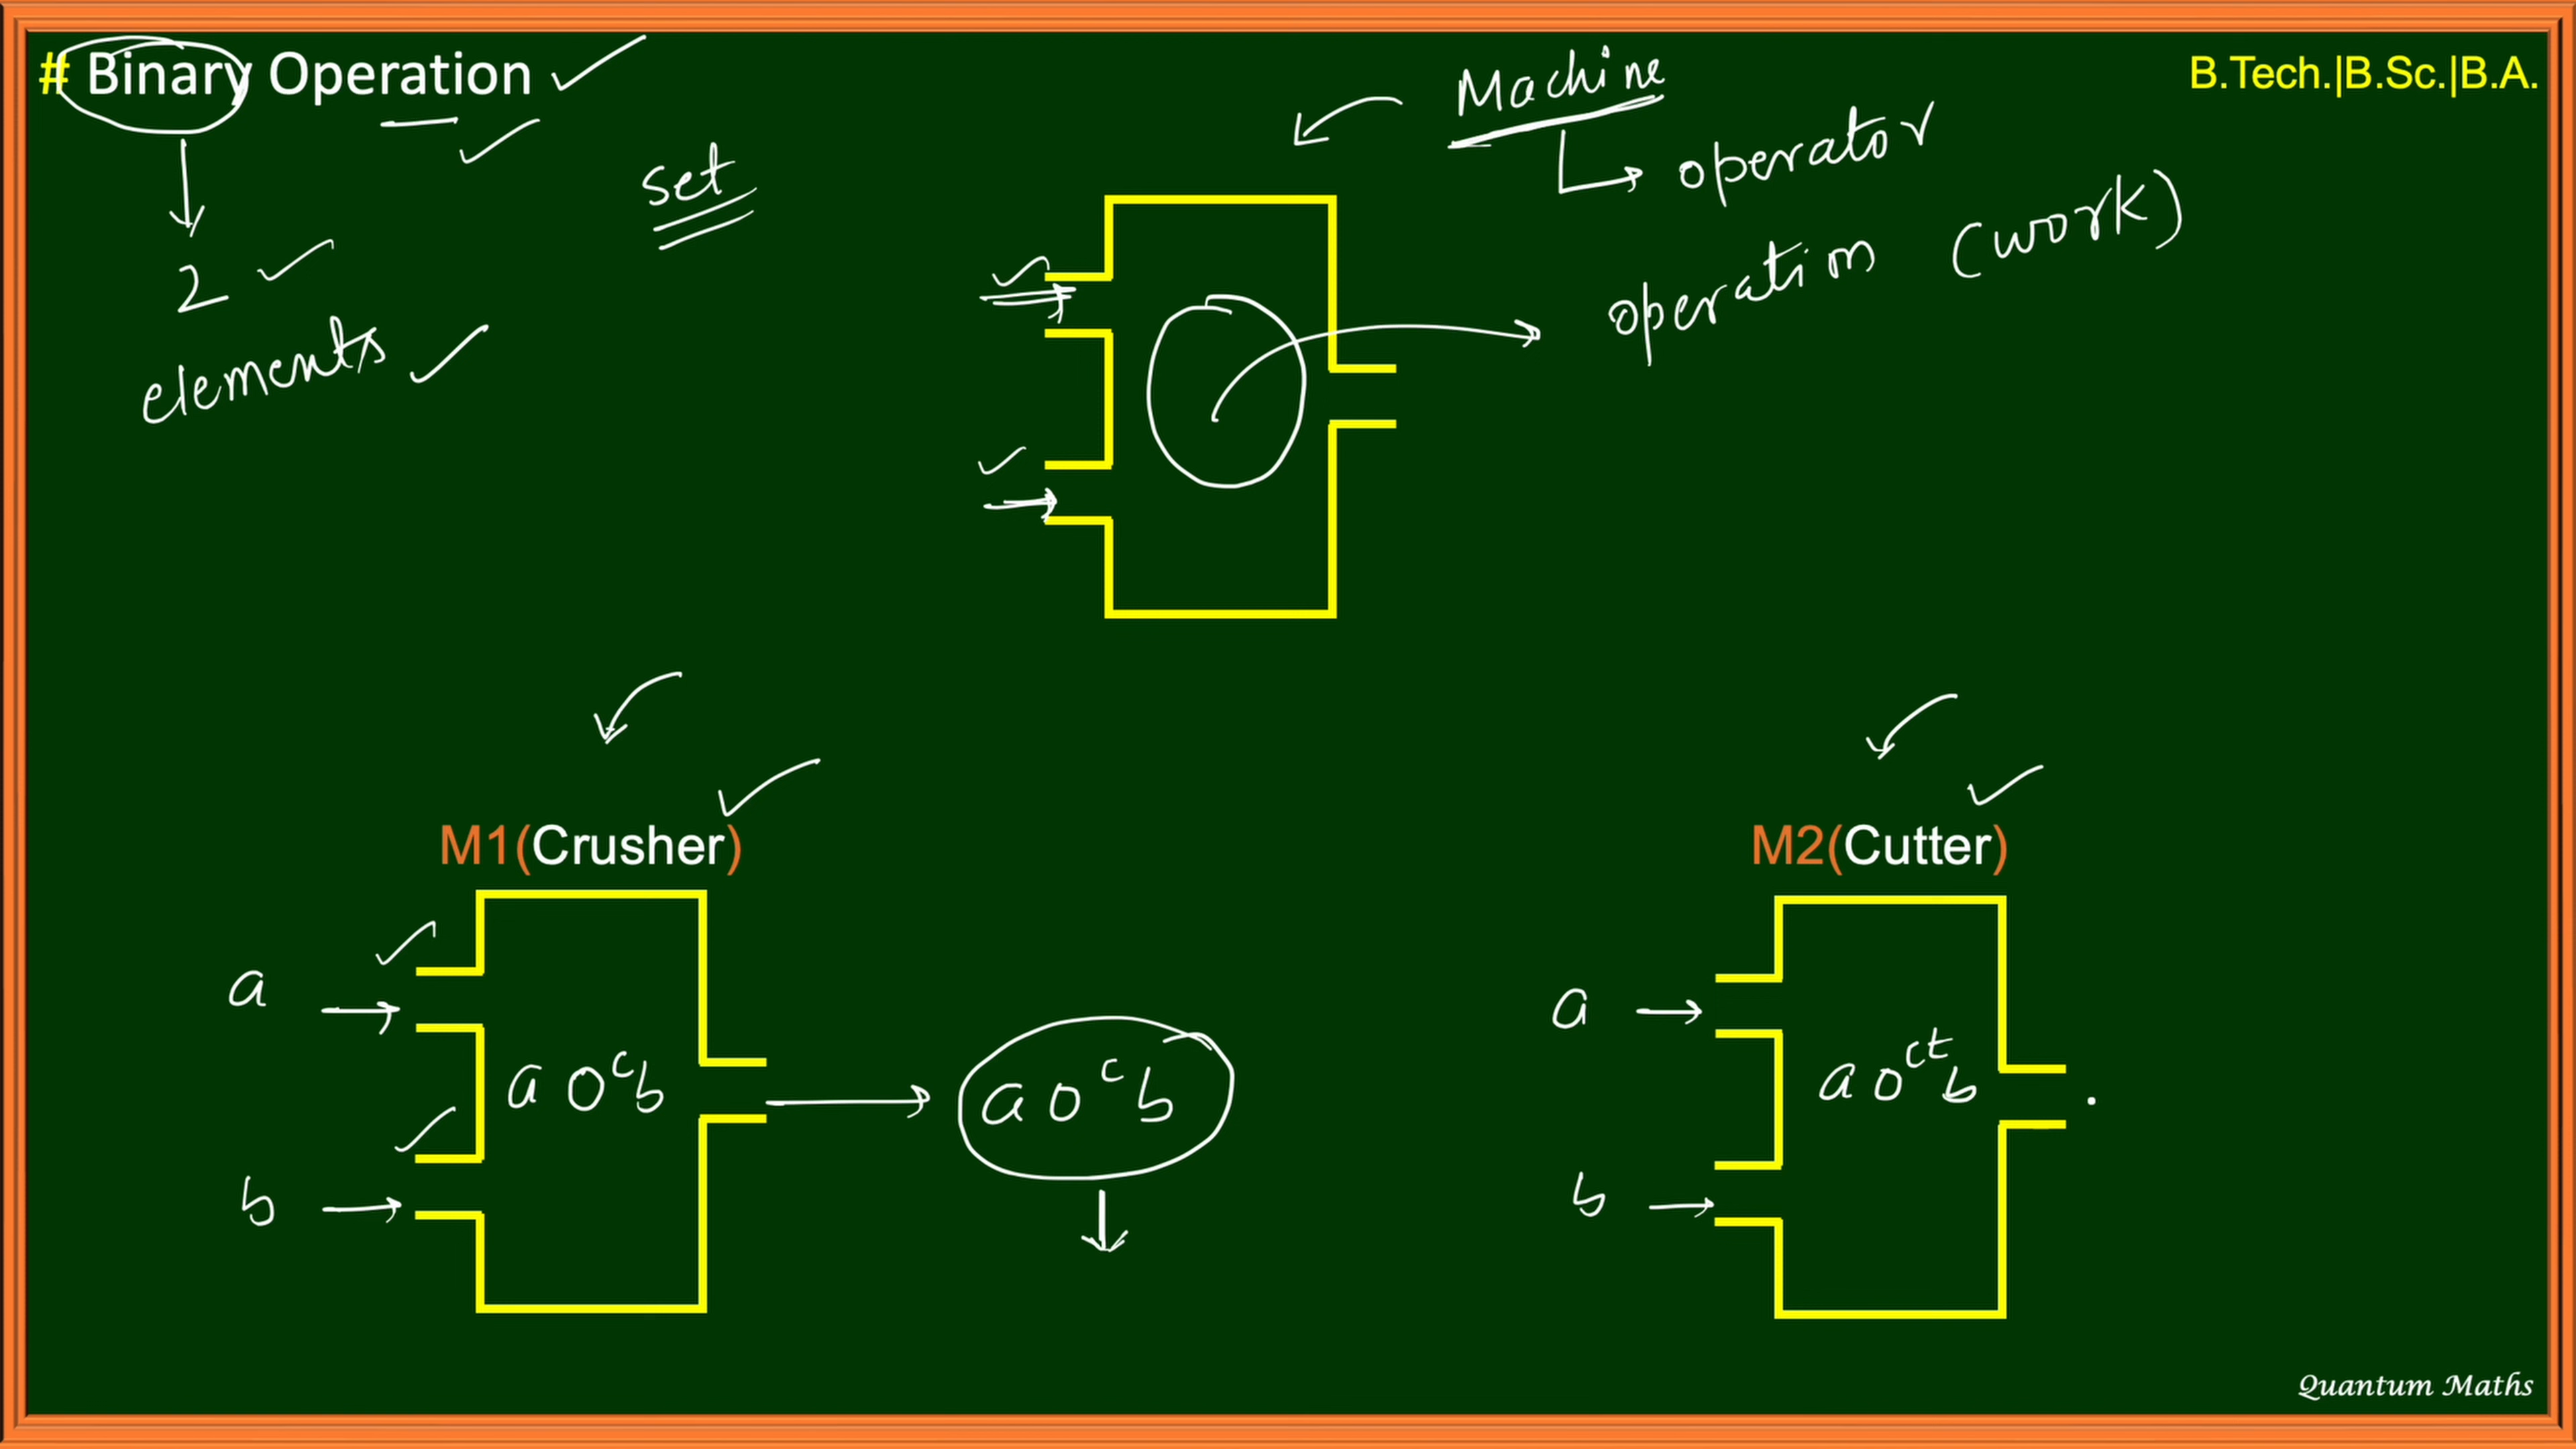 # Binary Operation
B.Tech.|B.Sc.|B.A.
Machine
operator
set
operation (work)
2
elements
M1(Crusher)
M2(Cutter)
a
a
a o^c b
a o^c b
a o^ct b
b
b
Quantum Maths